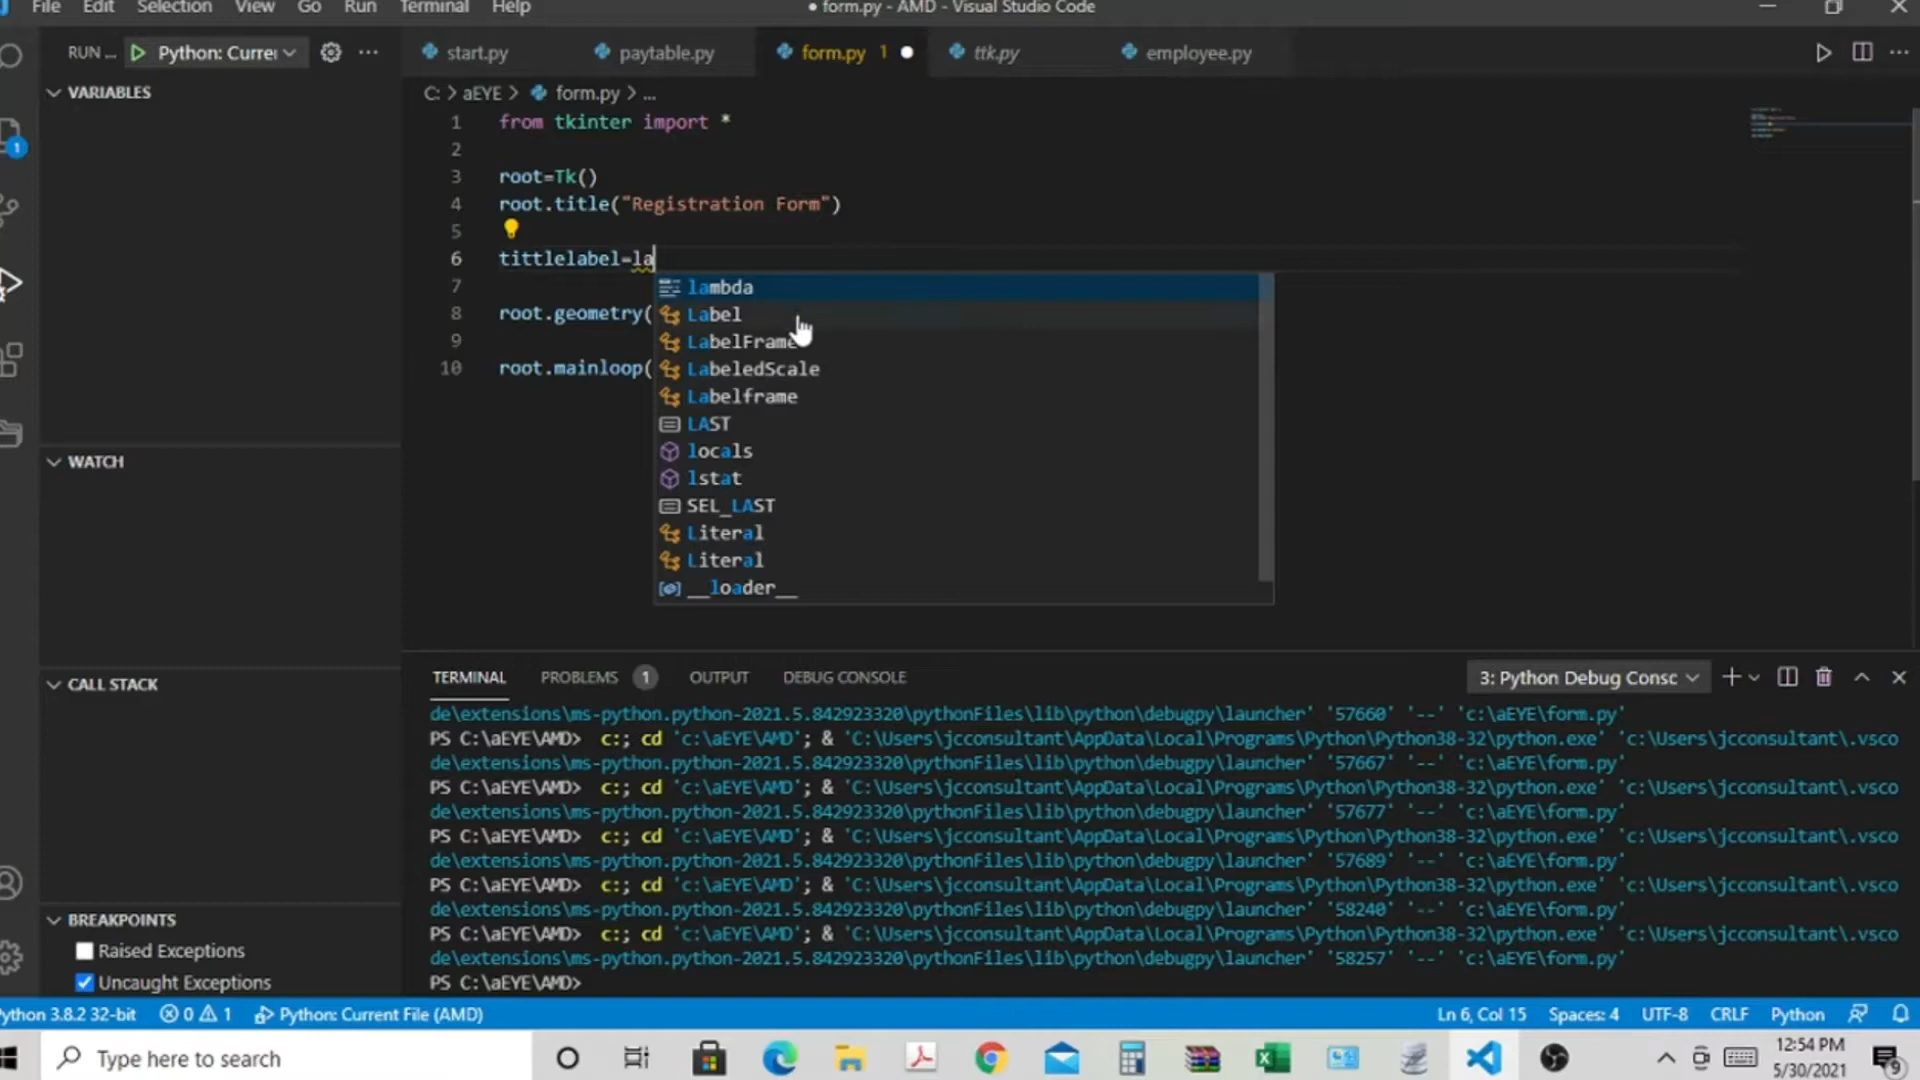 File Edit Selection View Go Run Terminal Help
● form.py - AMD - Visual Studio Code
RUN ... Python: Currei
start.py paytable.py form.py 1 ttk.py employee.py
C: > aEYE > form.py > ...
VARIABLES
1 from tkinter import *
2
3 root=Tk()
4 root.title("Registration Form")
5
6 tittlelabel=la
7
8 root.geometry(
9
10 root.mainloop(
lambda
Label
LabelFrame
LabeledScale
Labelframe
LAST
locals
lstat
SEL_LAST
Literal
Literal
__loader__
1
WATCH
CALL STACK
BREAKPOINTS
Raised Exceptions
Uncaught Exceptions
TERMINAL PROBLEMS 1 OUTPUT DEBUG CONSOLE
3: Python Debug Consc
de\extensions\ms-python.python-2021.5.842923320\pythonFiles\lib\python\debugpy\launcher' '57660' '--' 'c:\aEYE\form.py'
PS C:\aEYE\AMD> c:; cd 'c:\aEYE\AMD'; & 'C:\Users\jcconsultant\AppData\Local\Programs\Python\Python38-32\python.exe' 'c:\Users\jcconsultant\.vsco
de\extensions\ms-python.python-2021.5.842923320\pythonFiles\lib\python\debugpy\launcher' '57667' '--' 'c:\aEYE\form.py'
PS C:\aEYE\AMD> c:; cd 'c:\aEYE\AMD'; & 'C:\Users\jcconsultant\AppData\Local\Programs\Python\Python38-32\python.exe' 'c:\Users\jcconsultant\.vsco
de\extensions\ms-python.python-2021.5.842923320\pythonFiles\lib\python\debugpy\launcher' '57677' '--' 'c:\aEYE\form.py'
PS C:\aEYE\AMD> c:; cd 'c:\aEYE\AMD'; & 'C:\Users\jcconsultant\AppData\Local\Programs\Python\Python38-32\python.exe' 'c:\Users\jcconsultant\.vsco
de\extensions\ms-python.python-2021.5.842923320\pythonFiles\lib\python\debugpy\launcher' '57689' '--' 'c:\aEYE\form.py'
PS C:\aEYE\AMD> c:; cd 'c:\aEYE\AMD'; & 'C:\Users\jcconsultant\AppData\Local\Programs\Python\Python38-32\python.exe' 'c:\Users\jcconsultant\.vsco
de\extensions\ms-python.python-2021.5.842923320\pythonFiles\lib\python\debugpy\launcher' '58240' '--' 'c:\aEYE\form.py'
PS C:\aEYE\AMD> c:; cd 'c:\aEYE\AMD'; & 'C:\Users\jcconsultant\AppData\Local\Programs\Python\Python38-32\python.exe' 'c:\Users\jcconsultant\.vsco
de\extensions\ms-python.python-2021.5.842923320\pythonFiles\lib\python\debugpy\launcher' '58257' '--' 'c:\aEYE\form.py'
PS C:\aEYE\AMD>
ython 3.8.2 32-bit 0 1 Python: Current File (AMD) Ln 6, Col 15 Spaces: 4 UTF-8 CRLF Python
Type here to search
12:54 PM
5/30/2021
9